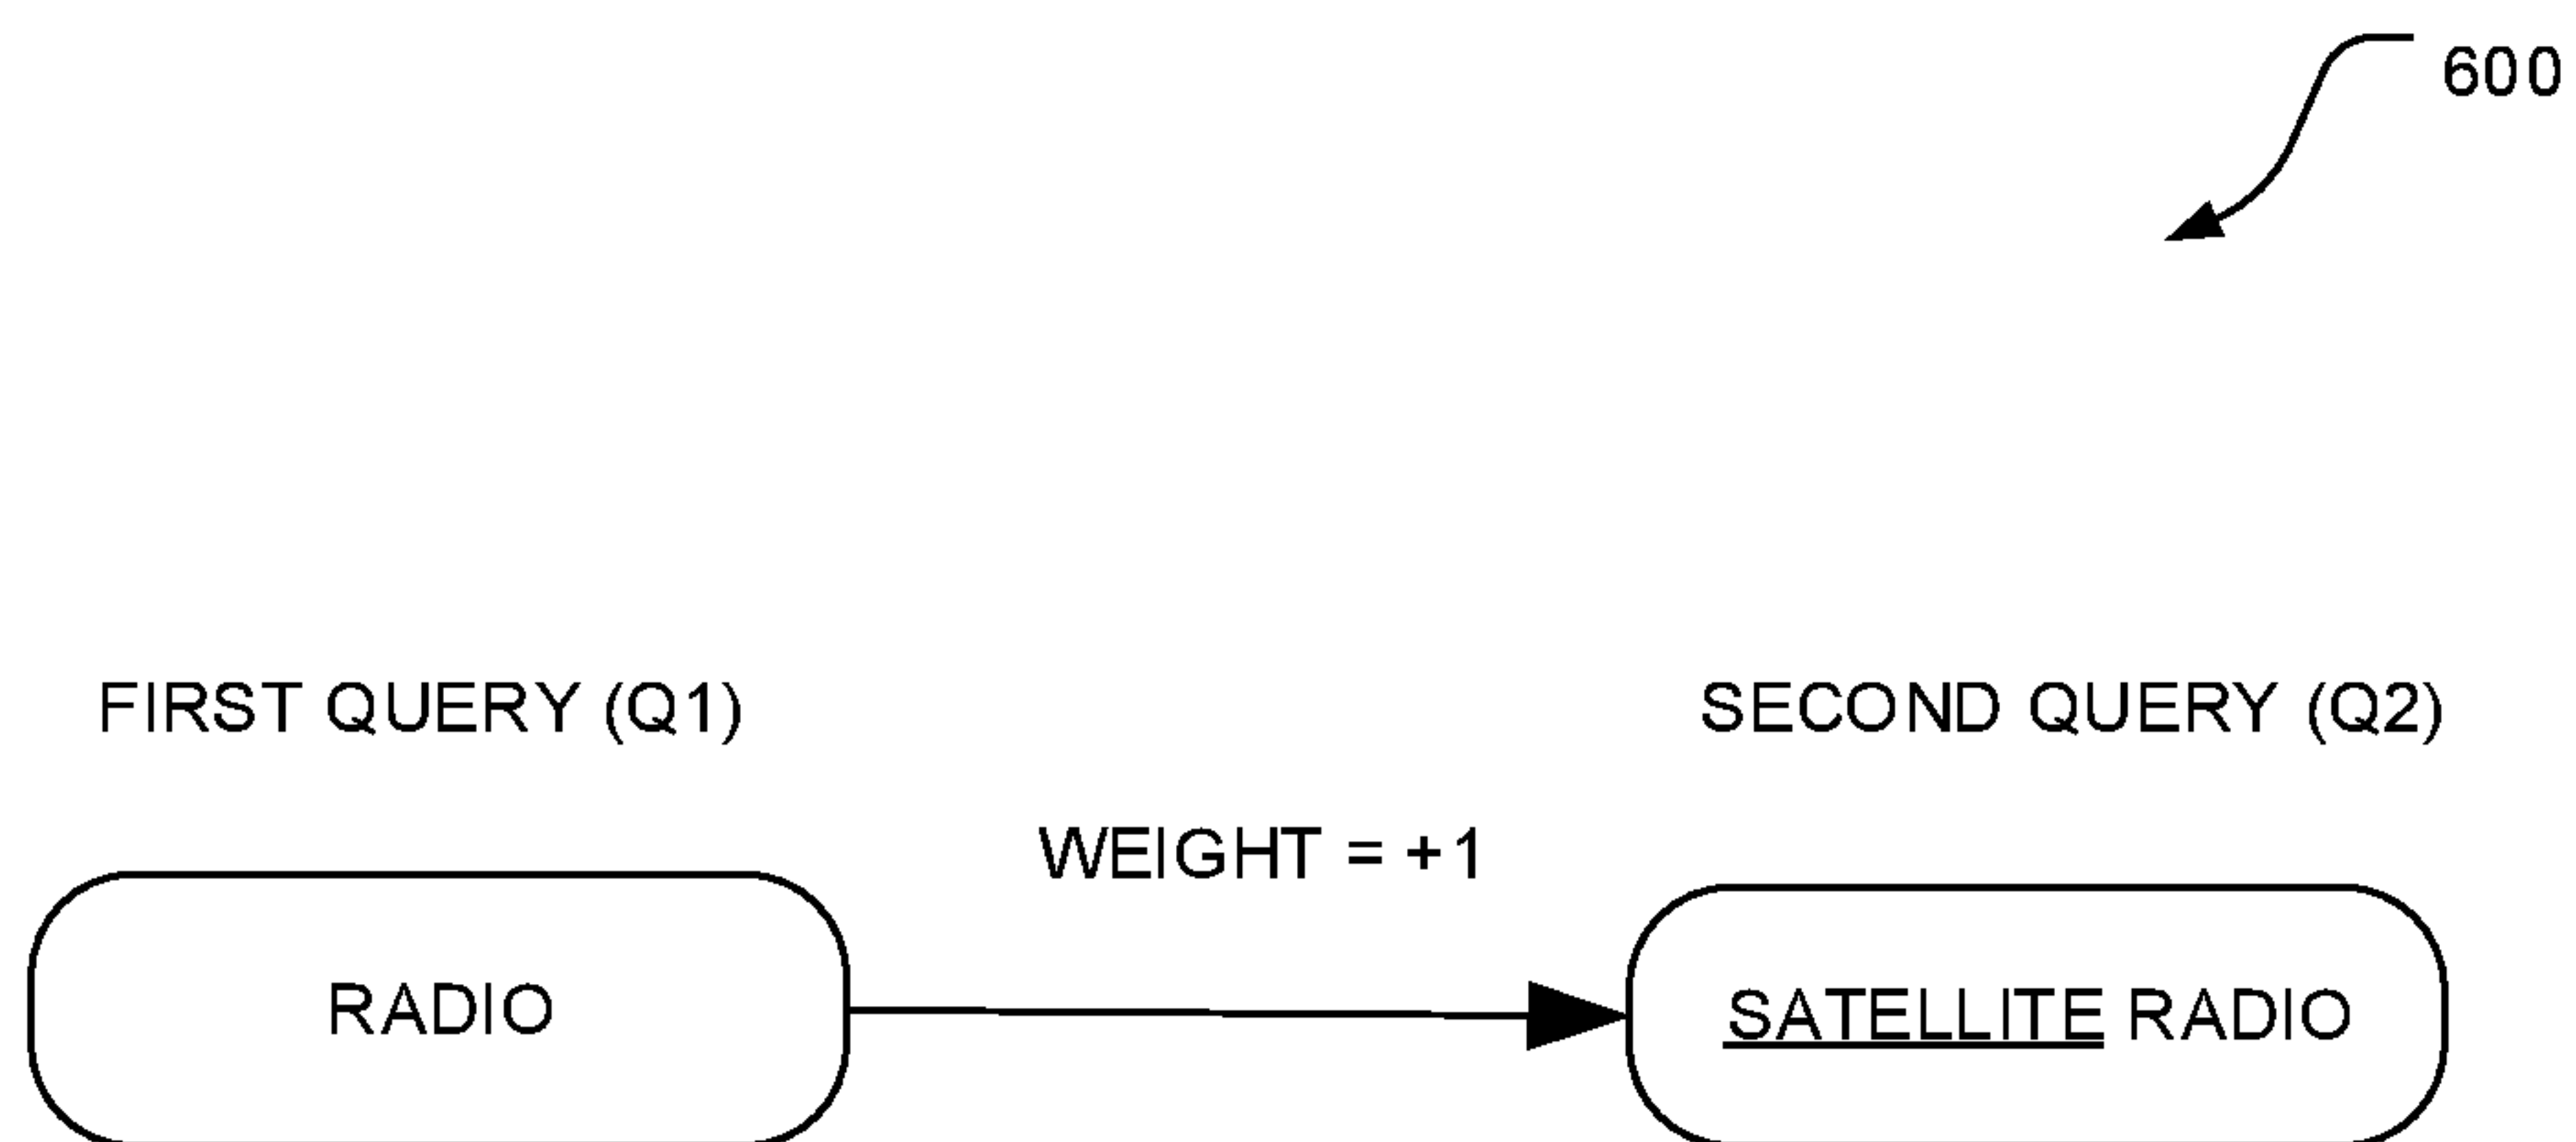 600
FIRST QUERY (Q1)
SECOND QUERY (Q2)
WEIGHT = +1
RADIO
SATELLITE RADIO